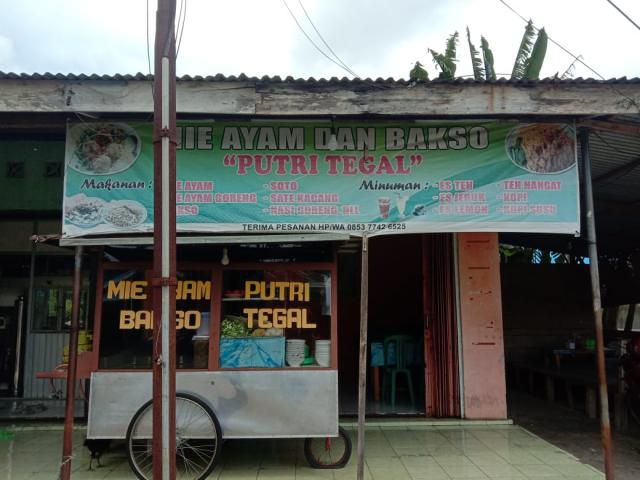 MIE AYAM DAN BAKSO
"PUTRI TEGAL"
Makanan :
AYAM
- SOTO
AYAM GORENG
- SATE KACANG
- NASI GORENG, DLL
Minuman :
- ES TEH
- TEH HANGAT
- ES JERUK
- KOPI
- ES LEMON
- KOPI SUSU
TERIMA PESANAN HP/WA 0853 7742 6525
MIE AYAM
BAKSO
PUTRI
TEGAL